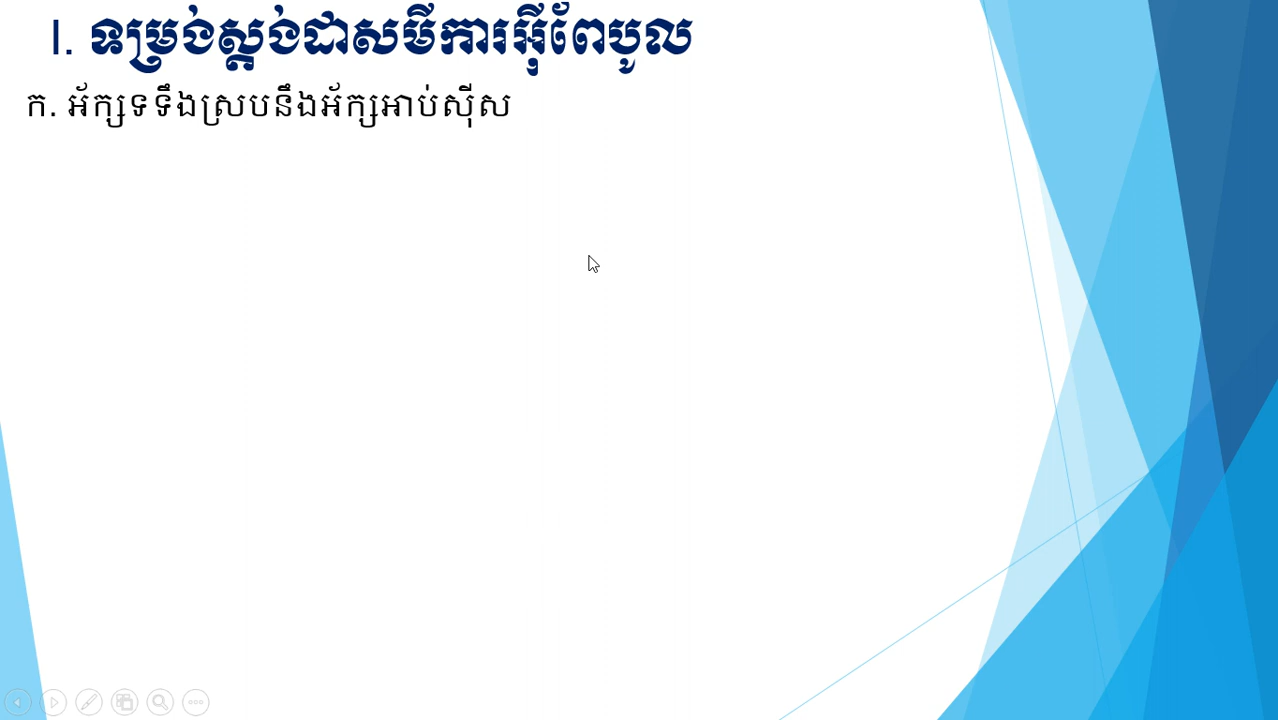 I. ទម្រង់ស្តង់ដាសមីការអ៊ីពែបូល
ក. អ័ក្សទទឹងស្របនឹងអ័ក្សអាប់ស៊ីស